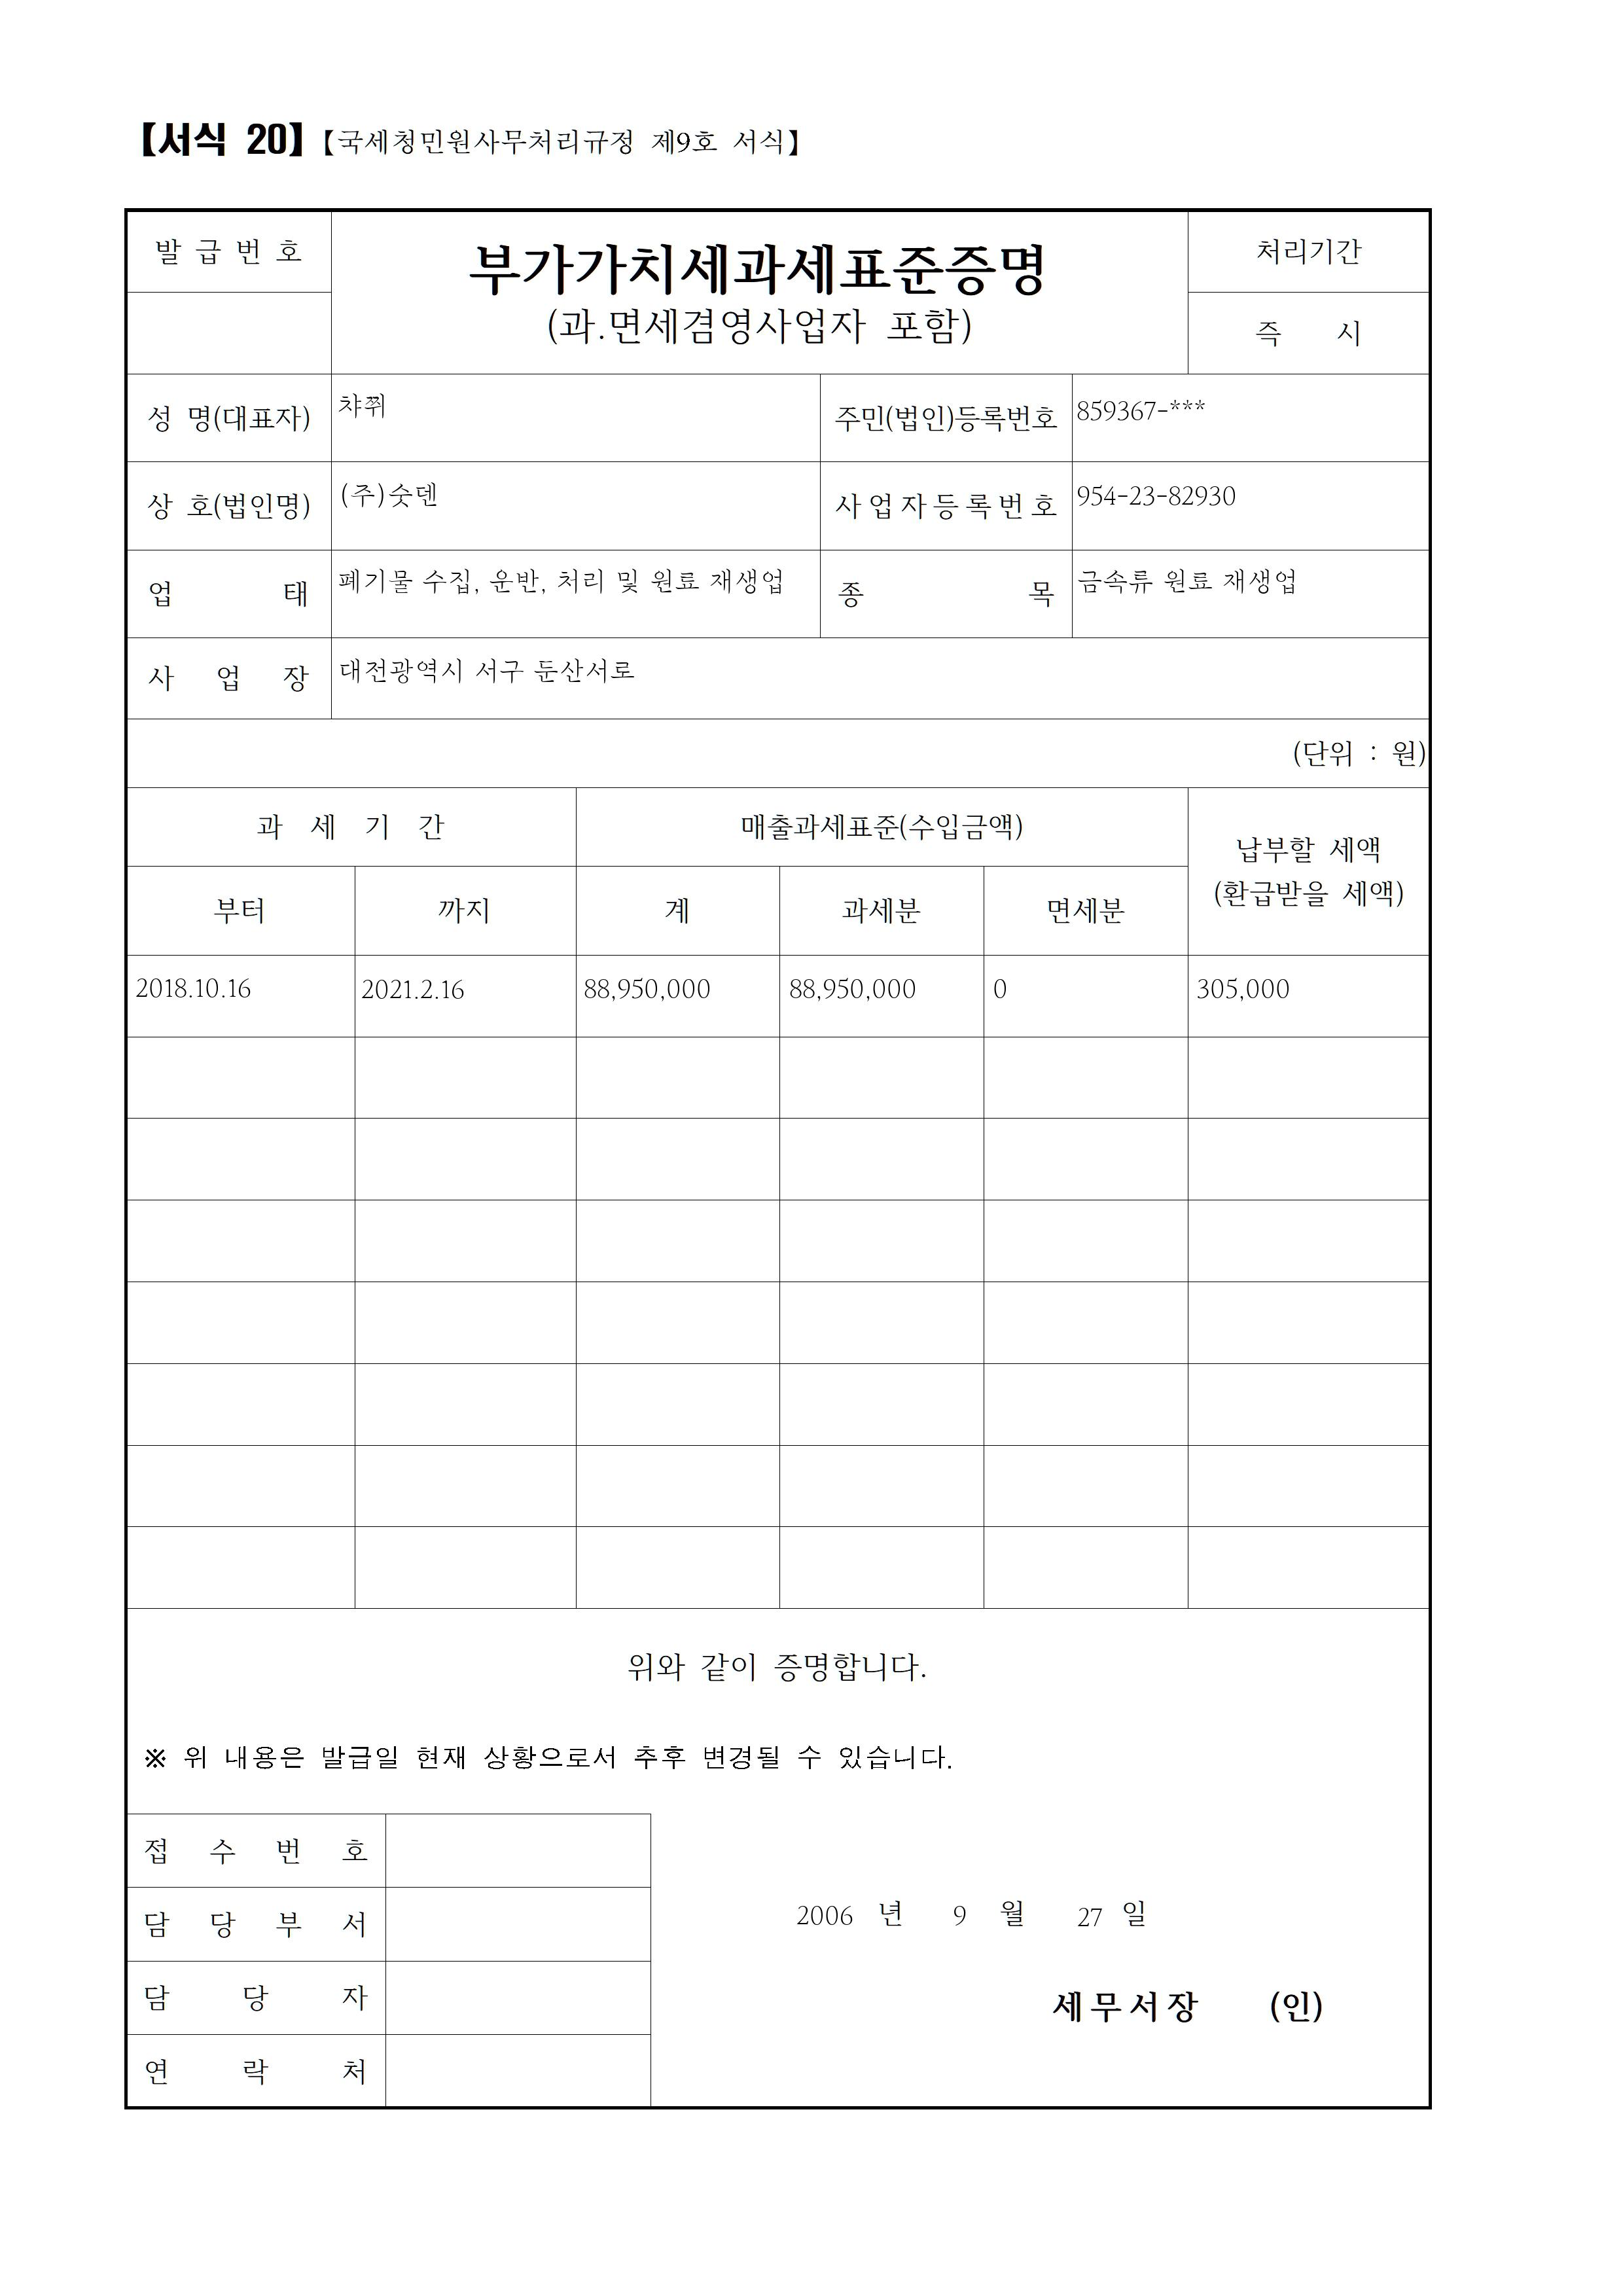 【서식 20】【국세청민원사무처리규정 제9호 서식】
발 급 번 호
부가가치세과세표준증명
(과.면세겸영사업자 포함)
처리기간
즉 시
성 명(대표자) 챠쮜 주민(법인)등록번호 859367-***
상 호(법인명) (주)숫덴 사업자등록번호 954-23-82930
업 태 폐기물 수집, 운반, 처리 및 원료 재생업 종 목 금속류 원료 재생업
사 업 장 대전광역시 서구 둔산서로
(단위 : 원)
과 세 기 간 매출과세표준(수입금액) 납부할 세액
(환급받을 세액)
부터 까지 계 과세분 면세분
2018.10.16 2021.2.16 88,950,000 88,950,000 0 305,000
위와 같이 증명합니다.
※ 위 내용은 발급일 현재 상황으로서 추후 변경될 수 있습니다.
접 수 번 호
담 당 부 서
담 당 자
연 락 처
2006 년 9 월 27 일
세무서장 (인)